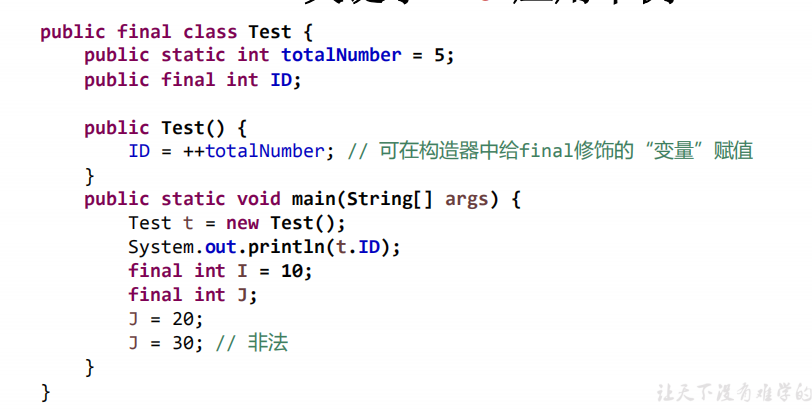 public final class Test {
    public static int totalNumber = 5;
    public final int ID;

    public Test() {
        ID = ++totalNumber; // 可在构造器中给final修饰的“变量”赋值
    }
    public static void main(String[] args) {
        Test t = new Test();
        System.out.println(t.ID);
        final int I = 10;
        final int J;
        J = 20;
        J = 30; // 非法
    }
}
让天下没有难学的